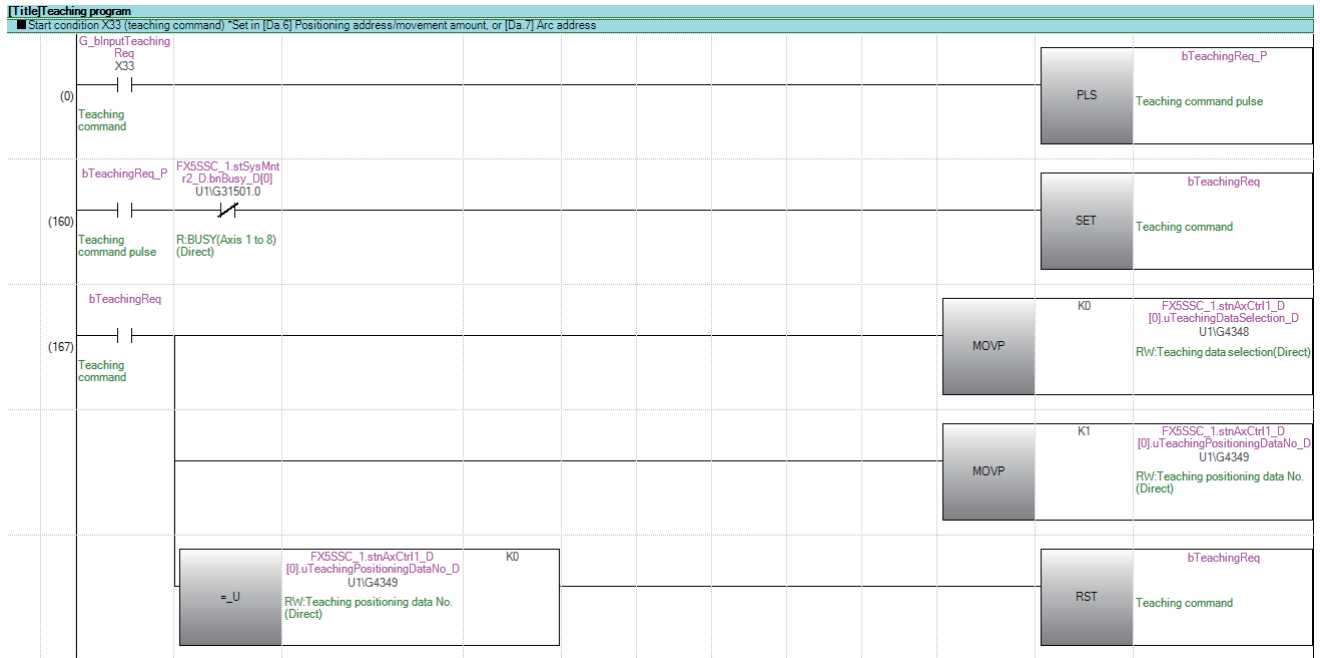 [Title]Teaching program
■ Start condition X33 (teaching command) *Set in [Da.6] Positioning address/movement amount, or [Da.7] Arc address
G_bInputTeaching
Req
X33
(0)
Teaching
command
PLS
bTeachingReq_P
Teaching command pulse
bTeachingReq_P
FX5SSC_1.stSysMnt
r2_D.bnBusy_D[0]
U1\G31501.0
(160)
Teaching
command pulse
R:BUSY(Axis 1 to 8)
(Direct)
SET
bTeachingReq
Teaching command
bTeachingReq
(167)
Teaching
command
MOVP
K0
FX5SSC_1.stnAxCtrl1_D
[0].uTeachingDataSelection_D
U1\G4348
RW:Teaching data selection(Direct)
MOVP
K1
FX5SSC_1.stnAxCtrl1_D
[0].uTeachingPositioningDataNo_D
U1\G4349
RW:Teaching positioning data No.
(Direct)
=_U
FX5SSC_1.stnAxCtrl1_D
[0].uTeachingPositioningDataNo_D
U1\G4349
RW:Teaching positioning data No.
(Direct)
K0
RST
bTeachingReq
Teaching command